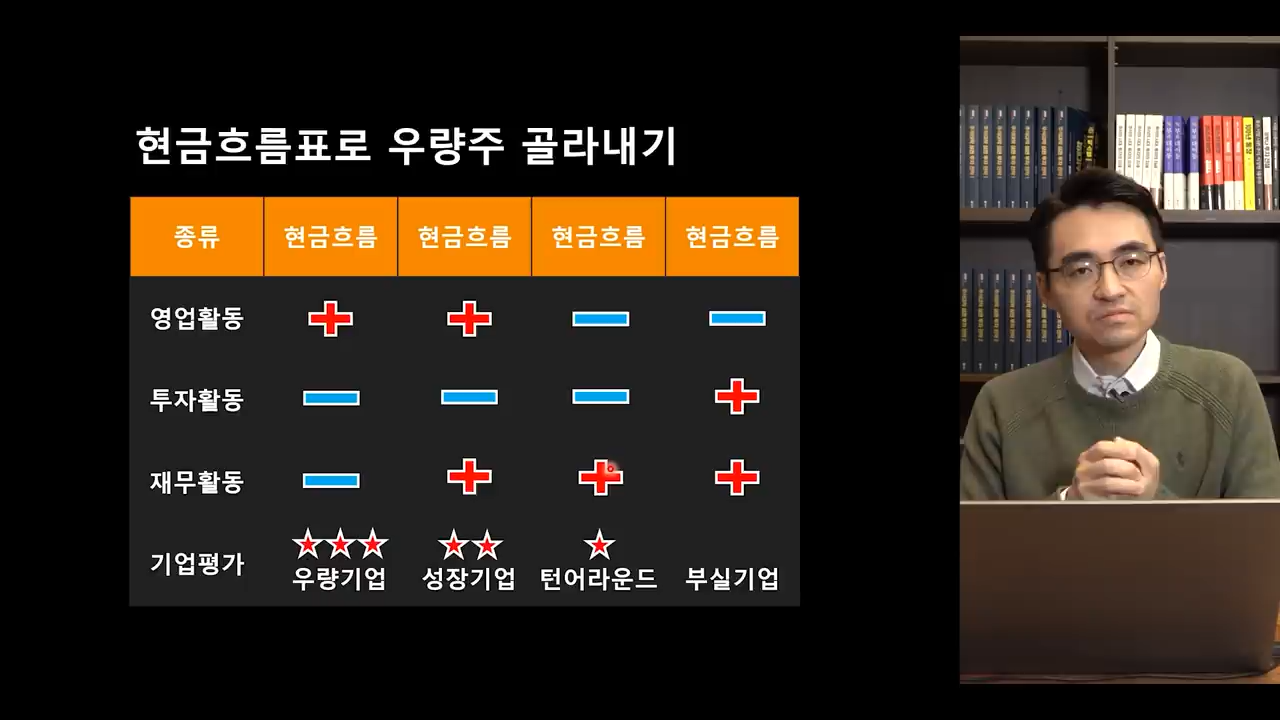 현금흐름표로 우량주 골라내기
종류 현금흐름 현금흐름 현금흐름 현금흐름
영업활동
투자활동
재무활동
기업평가
우량기업 성장기업 턴어라운드 부실기업